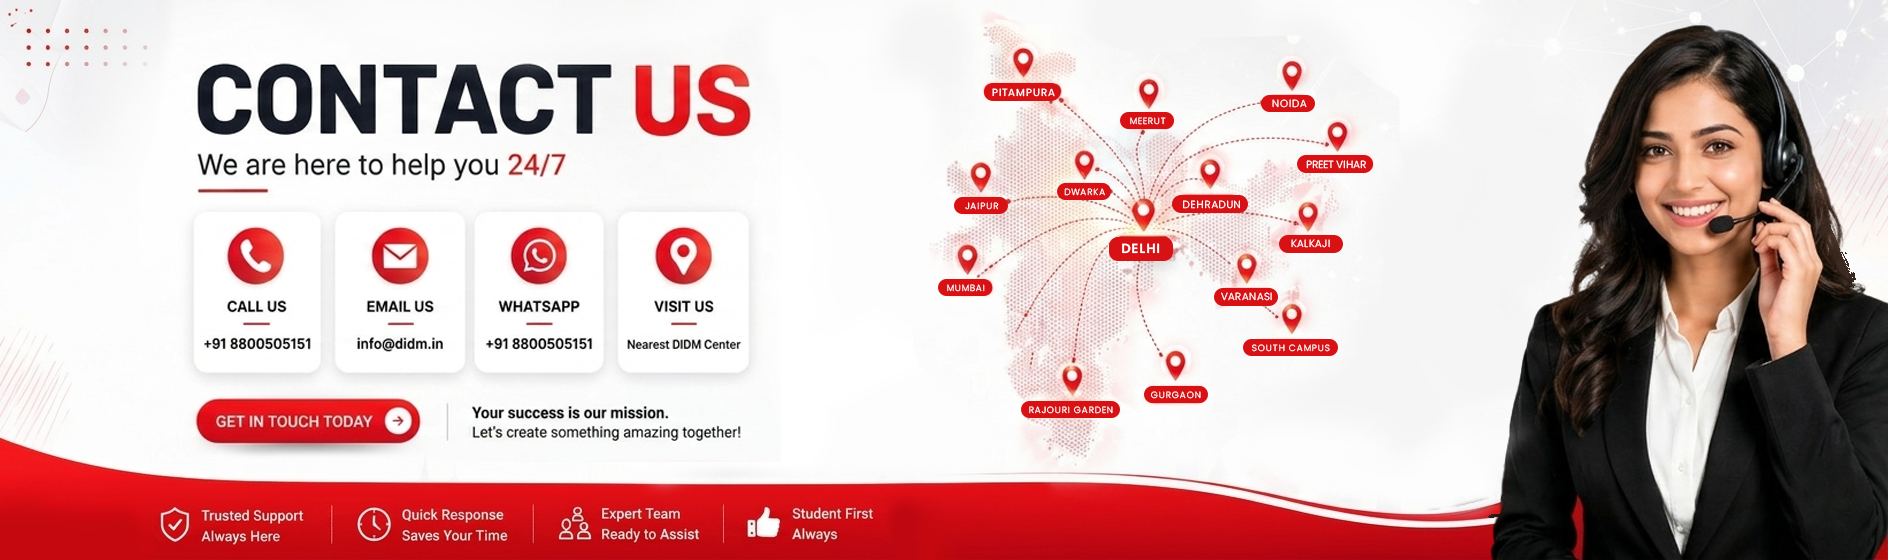 CONTACT US
We are here to help you 24/7
CALL US
+91 8800505151
EMAIL US
info@didm.in
WHATSAPP
+91 8800505151
VISIT US
Nearest DIDM Center
GET IN TOUCH TODAY
Your success is our mission.
Let's create something amazing together!
PITAMPURA
MEERUT
NOIDA
PREET VIHAR
JAIPUR
DWARKA
DEHRADUN
DELHI
KALKAJI
MUMBAI
VARANASI
SOUTH CAMPUS
GURGAON
RAJOURI GARDEN
Trusted Support
Always Here
Quick Response
Saves Your Time
Expert Team
Ready to Assist
Student First
Always